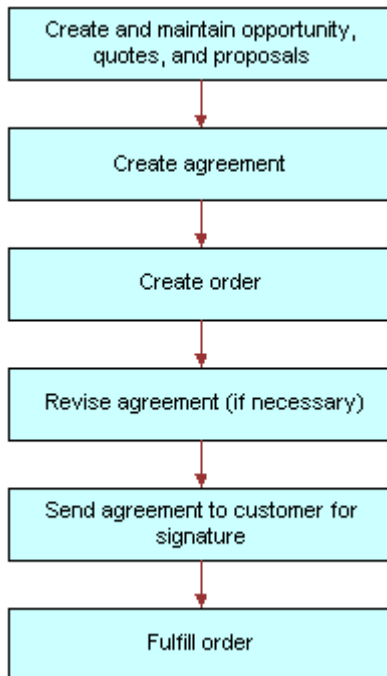 Create and maintain opportunity,
quotes, and proposals
Create agreement
Create order
Revise agreement (if necessary)
Send agreement to customer for
signature
Fulfill order